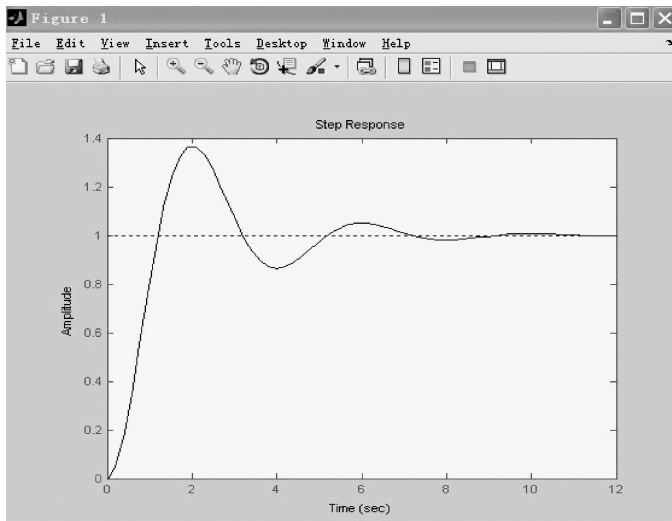 Figure 1
File Edit View Insert Tools Desktop Window Help
Step Response
1.4
1.2
1
0.8
0.6
0.4
0.2
0
Amplitude
0 2 4 6 8 10 12
Time (sec)